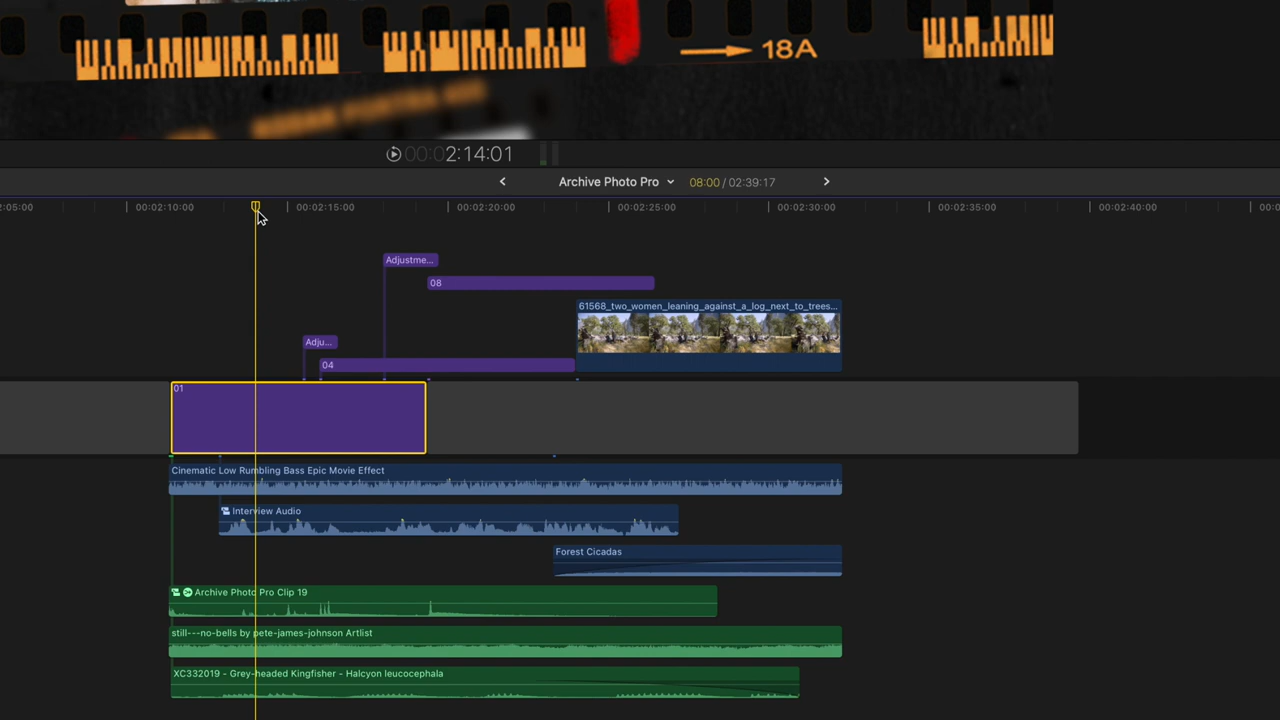 18A
00:02:14:01
Archive Photo Pro 08:00 / 02:39:17
2:05:00 00:02:10:00 00:02:15:00 00:02:20:00 00:02:25:00 00:02:30:00 00:02:35:00 00:02:40:00 00:0
Adjustme...
08
61568_two_women_leaning_against_a_log_next_to_trees...
Adju...
04
01
Cinematic Low Rumbling Bass Epic Movie Effect
Interview Audio
Forest Cicadas
Archive Photo Pro Clip 19
still---no-bells by pete-james-johnson Artlist
XC332019 - Grey-headed Kingfisher - Halcyon leucocephala